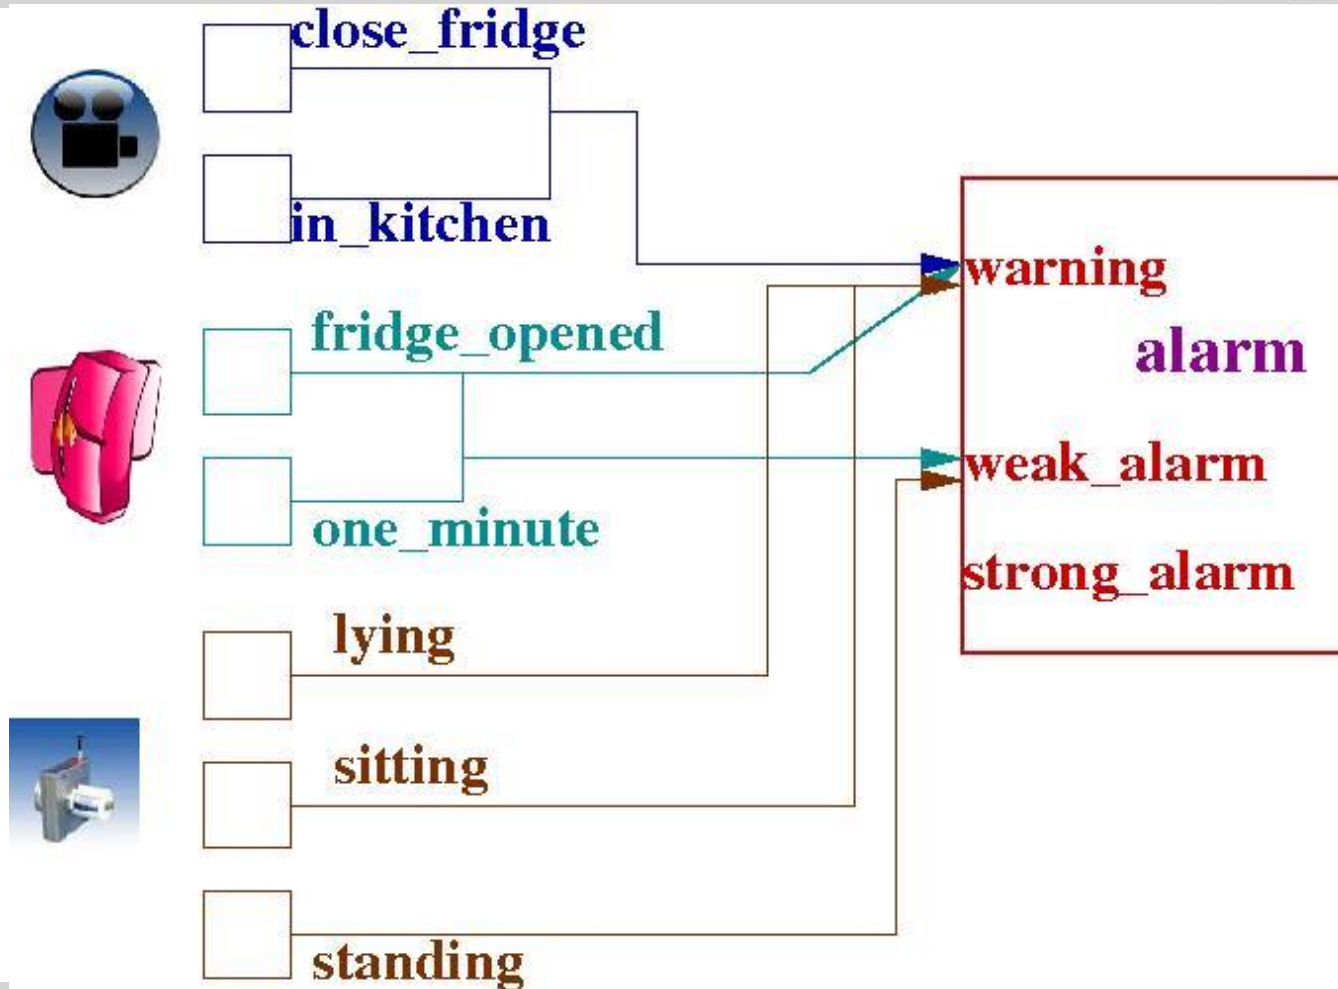 close_fridge
in_kitchen
warning
fridge_opened
alarm
weak_alarm
one_minute
strong_alarm
lying
sitting
standing